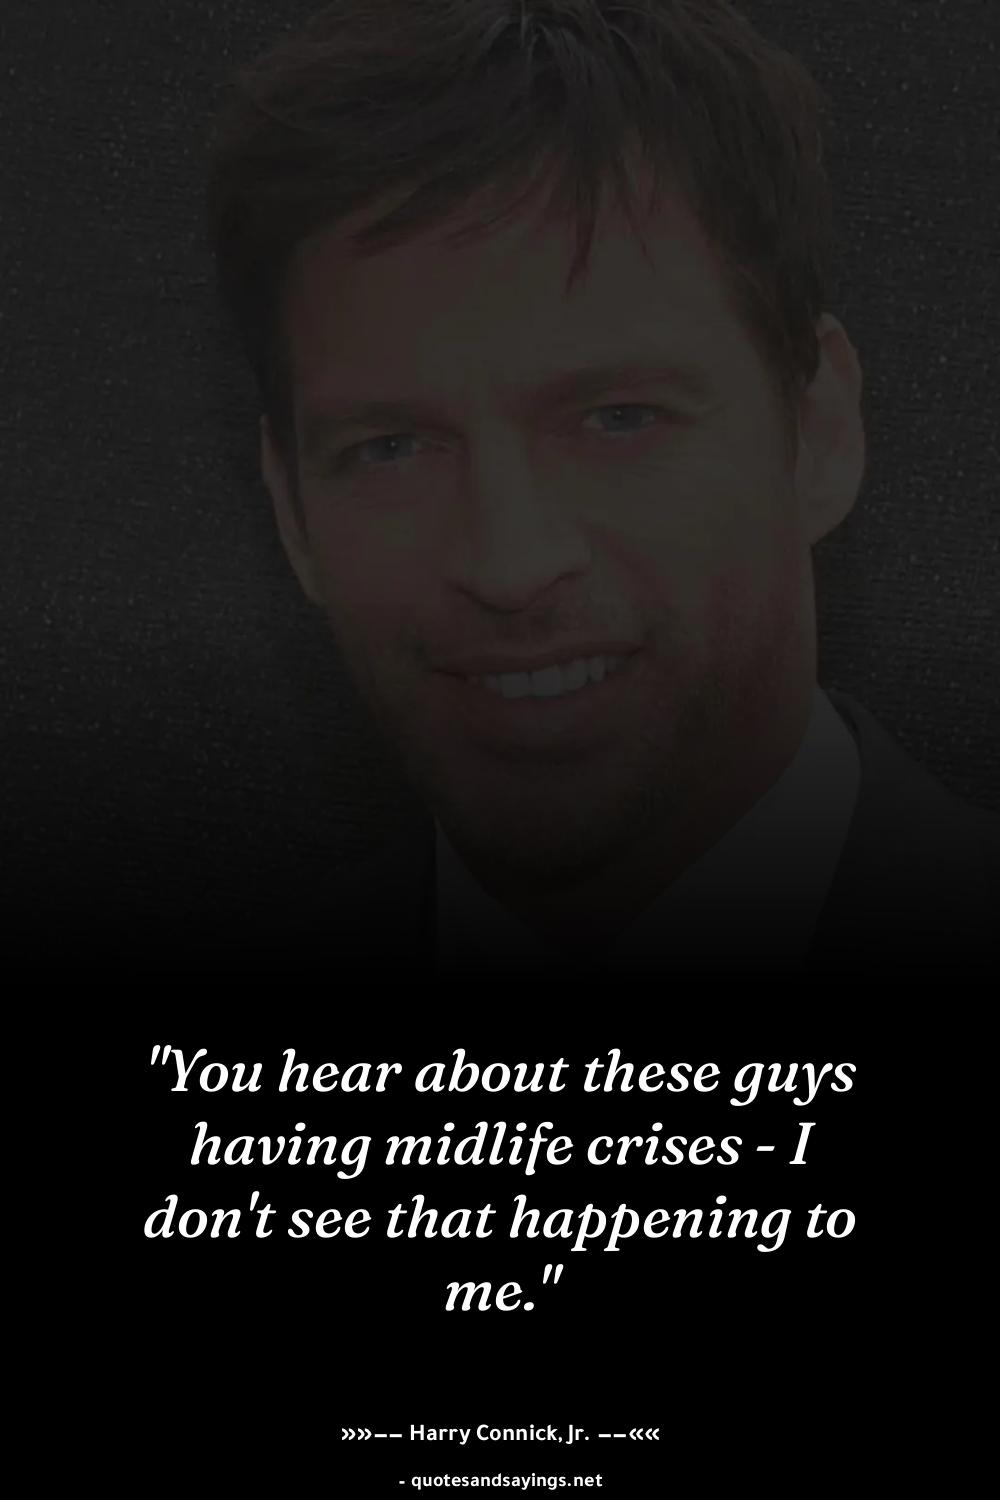 "You hear about these guys
having midlife crises - I
don't see that happening to
me."
»»−− Harry Connick, Jr. −−««
- quotesandsayings.net